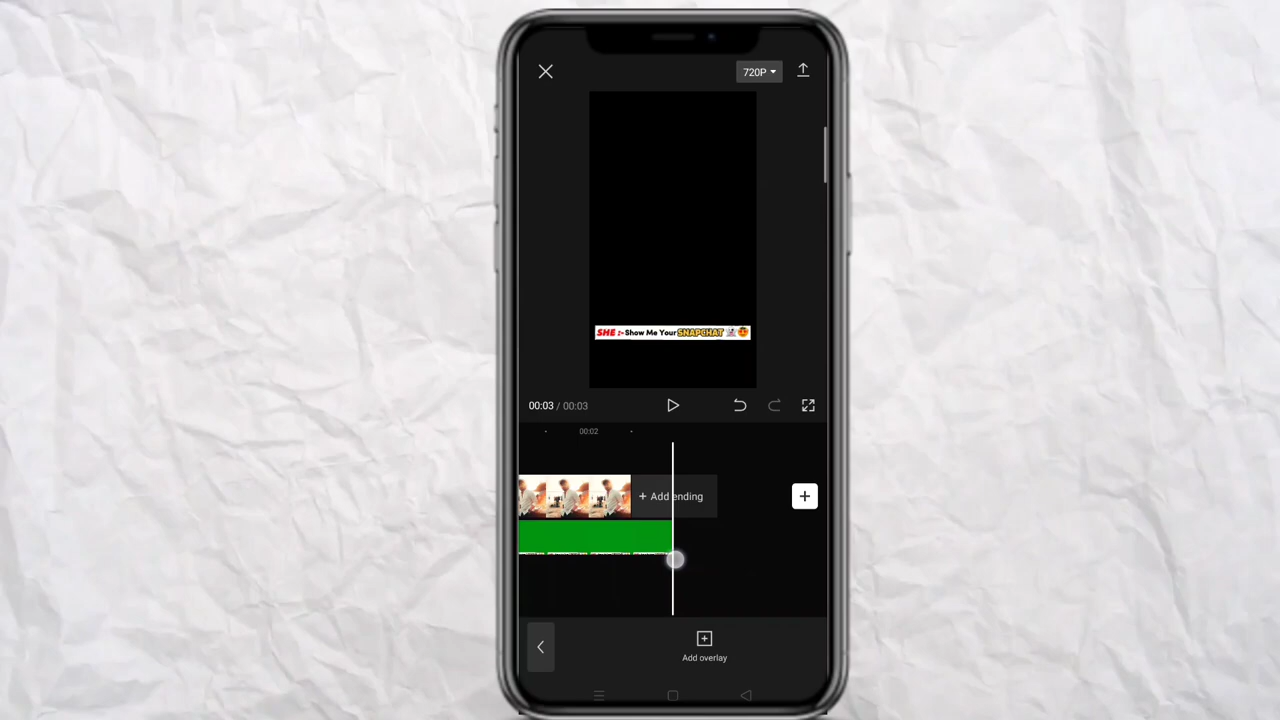 720P
SHE :- Show Me Your SNAPCHAT
00:03 / 00:03
00:02
+ Add ending
Add overlay